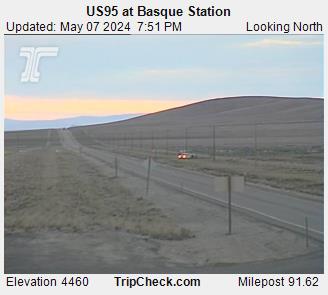 US95 at Basque Station
Updated: May 07 2024 7:51 PM Looking North
Elevation 4460 TripCheck.com Milepost 91.62